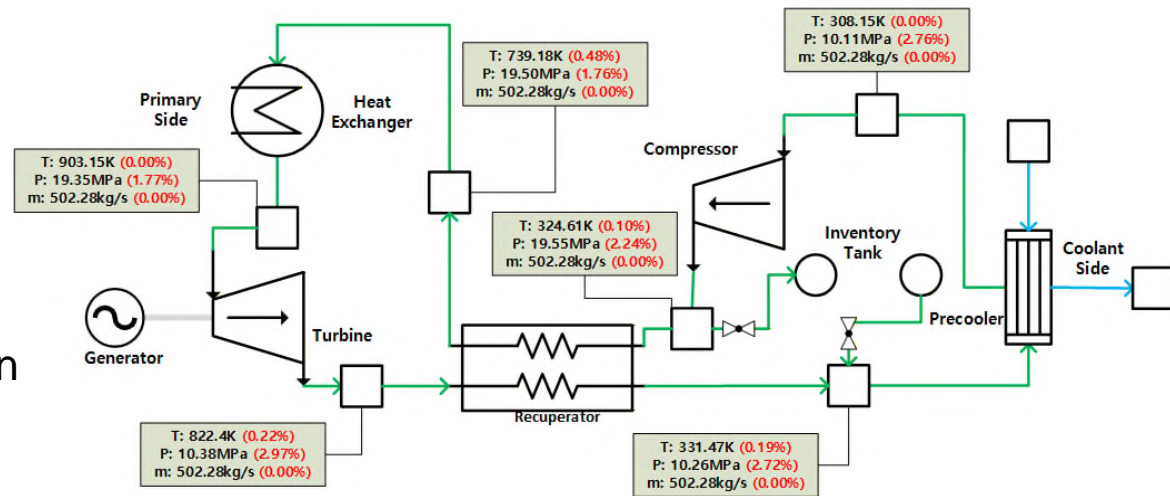 T: 308.15K (0.00%)
P: 10.11MPa (2.76%)
m: 502.28kg/s (0.00%)
T: 739.18K (0.48%)
P: 19.50MPa (1.76%)
m: 502.28kg/s (0.00%)
Primary
Side
Heat
Exchanger
Compressor
T: 903.15K (0.00%)
P: 19.35MPa (1.77%)
m: 502.28kg/s (0.00%)
T: 324.61K (0.10%)
P: 19.55MPa (2.24%)
m: 502.28kg/s (0.00%)
Inventory
Tank
Coolant
Side
Precooler
Turbine
Generator
n
Recuperator
T: 822.4K (0.22%)
P: 10.38MPa (2.97%)
m: 502.28kg/s (0.00%)
T: 331.47K (0.19%)
P: 10.26MPa (2.72%)
m: 502.28kg/s (0.00%)